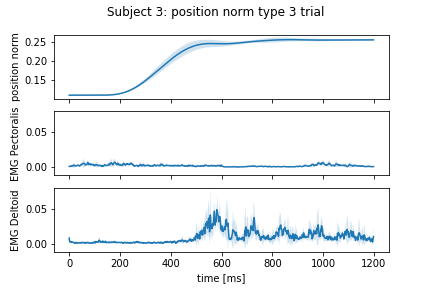 Subject 3: position norm type 3 trial
position norm
0.25
0.20
0.15
EMG Pectoralis
0.05
0.00
EMG Deltoid
0.05
0.00
0 200 400 600 800 1000 1200
time [ms]